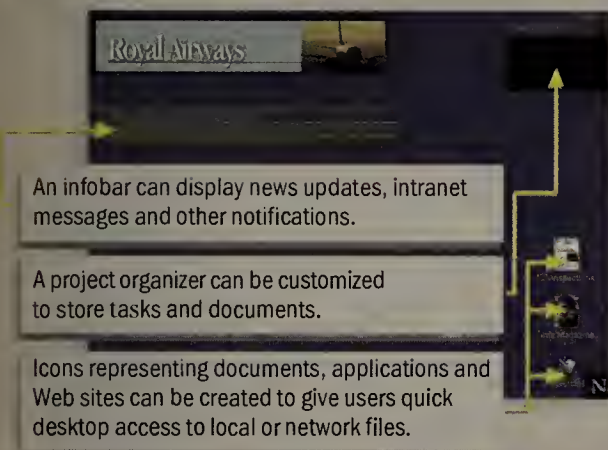 Royal Airways
An infobar can display news updates, intranet
messages and other notifications.
A project organizer can be customized
to store tasks and documents.
Icons representing documents, applications and
Web sites can be created to give users quick
desktop access to local or network files.
N